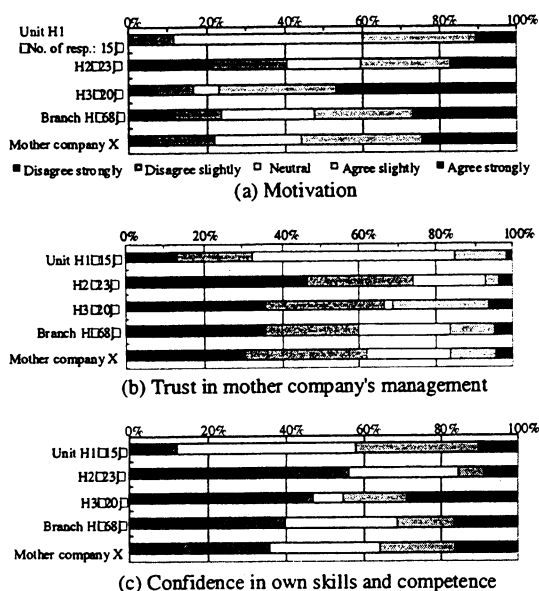 0% 20% 40% 60% 80% 100%
Unit H1
□No. of resp.: 15□
H2□23□
H3□20□
Branch H□68□
Mother company X
■ Disagree strongly ■ Disagree slightly □ Neutral □ Agree slightly ■ Agree strongly
(a) Motivation
0% 20% 40% 60% 80% 100%
Unit H1□15□
H2□23□
H3□20□
Branch H□68□
Mother company X
(b) Trust in mother company's management
0% 20% 40% 60% 80% 100%
Unit H1□15□
H2□23□
H3□20□
Branch H□68□
Mother company X
(c) Confidence in own skills and competence